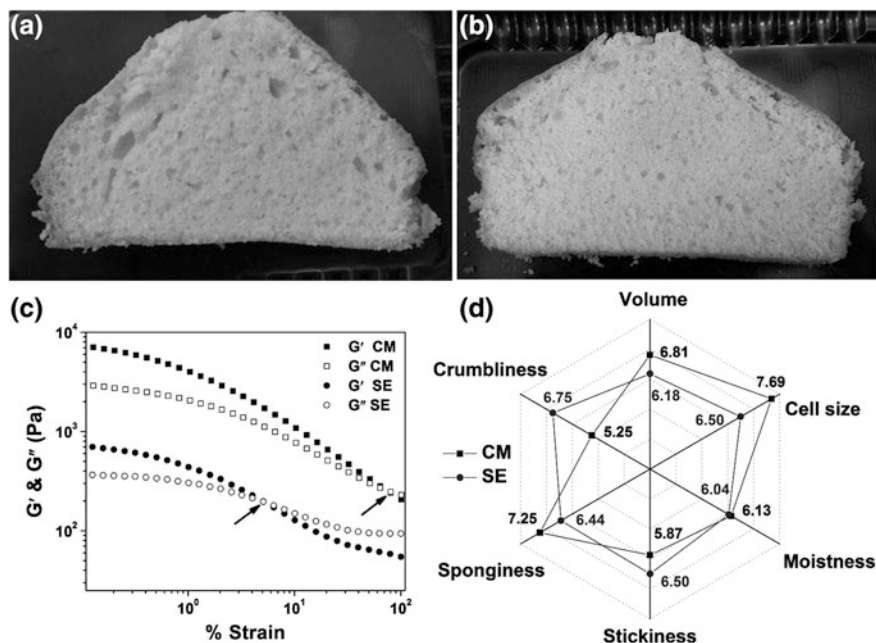 (a)
(b)
(c)
10⁴
10³
10²
G′ & G″ (Pa)
G′ CM
G″ CM
G′ SE
G″ SE
10⁰
10¹
10²
% Strain
(d)
Volume
6.81
6.18
Cell size
7.69
6.50
Moistness
6.04
6.13
Stickiness
5.87
6.50
Sponginess
7.25
6.44
Crumbliness
6.75
5.25
CM
SE